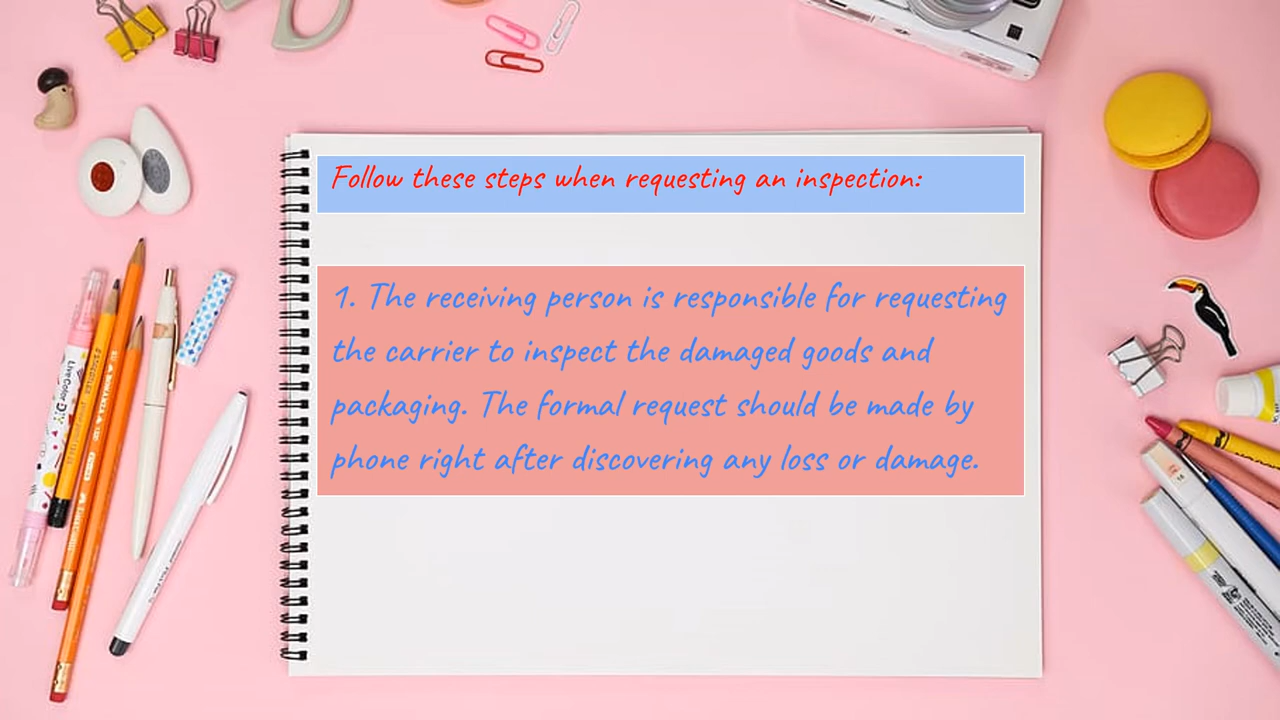 Follow these steps when requesting an inspection:
1. The receiving person is responsible for requesting
the carrier to inspect the damaged goods and
packaging. The formal request should be made by
phone right after discovering any loss or damage.